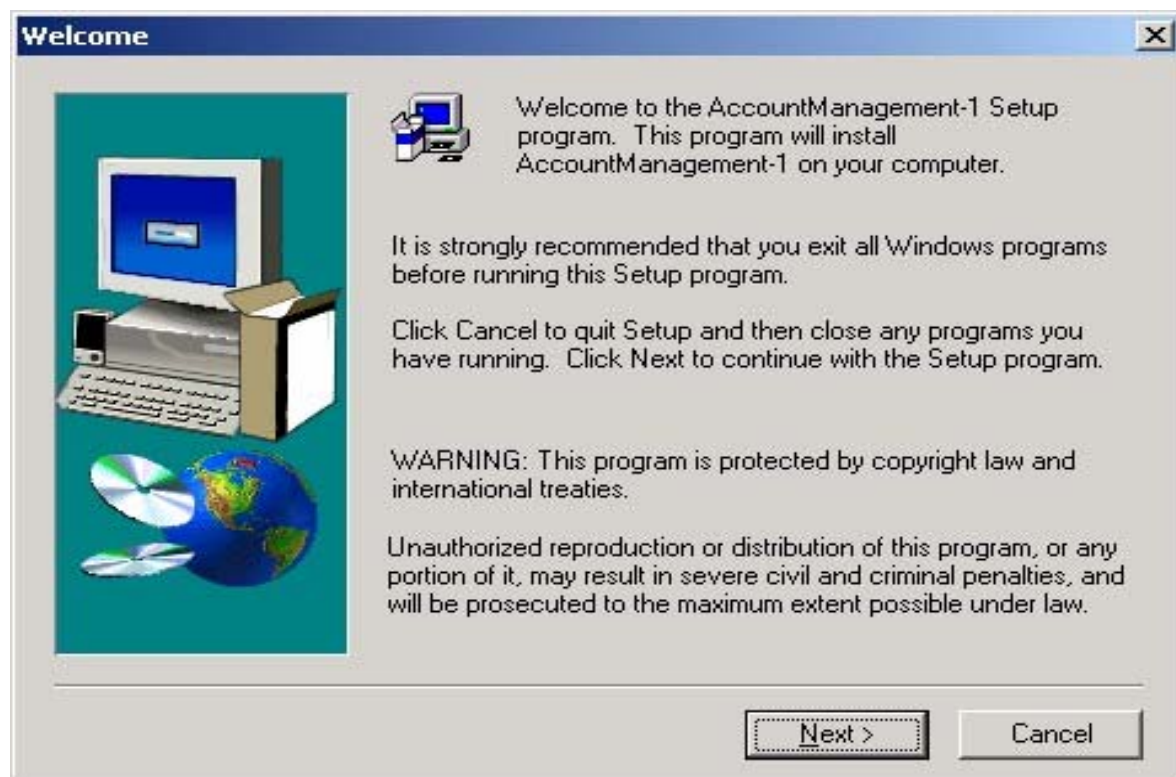 Welcome
Welcome to the AccountManagement-1 Setup
program.  This program will install
AccountManagement-1 on your computer.
It is strongly recommended that you exit all Windows programs
before running this Setup program.
Click Cancel to quit Setup and then close any programs you
have running.  Click Next to continue with the Setup program.
WARNING: This program is protected by copyright law and
international treaties.
Unauthorized reproduction or distribution of this program, or any
portion of it, may result in severe civil and criminal penalties, and
will be prosecuted to the maximum extent possible under law.
Next >
Cancel